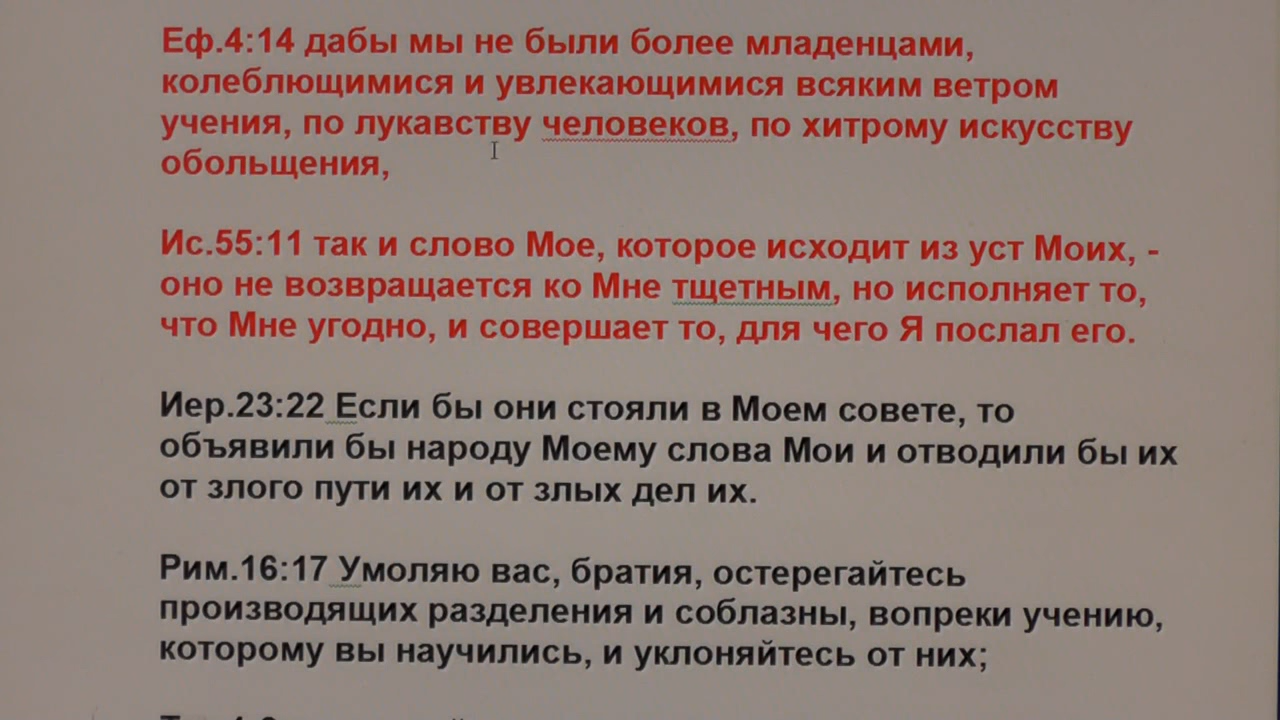 Еф.4:14 дабы мы не были более младенцами,
колеблющимися и увлекающимися всяким ветром
учения, по лукавству человеков, по хитрому искусству
обольщения,
Ис.55:11 так и слово Мое, которое исходит из уст Моих, -
оно не возвращается ко Мне тщетным, но исполняет то,
что Мне угодно, и совершает то, для чего Я послал его.
Иер.23:22 Если бы они стояли в Моем совете, то
объявили бы народу Моему слова Мои и отводили бы их
от злого пути их и от злых дел их.
Рим.16:17 Умоляю вас, братия, остерегайтесь
производящих разделения и соблазны, вопреки учению,
которому вы научились, и уклоняйтесь от них;